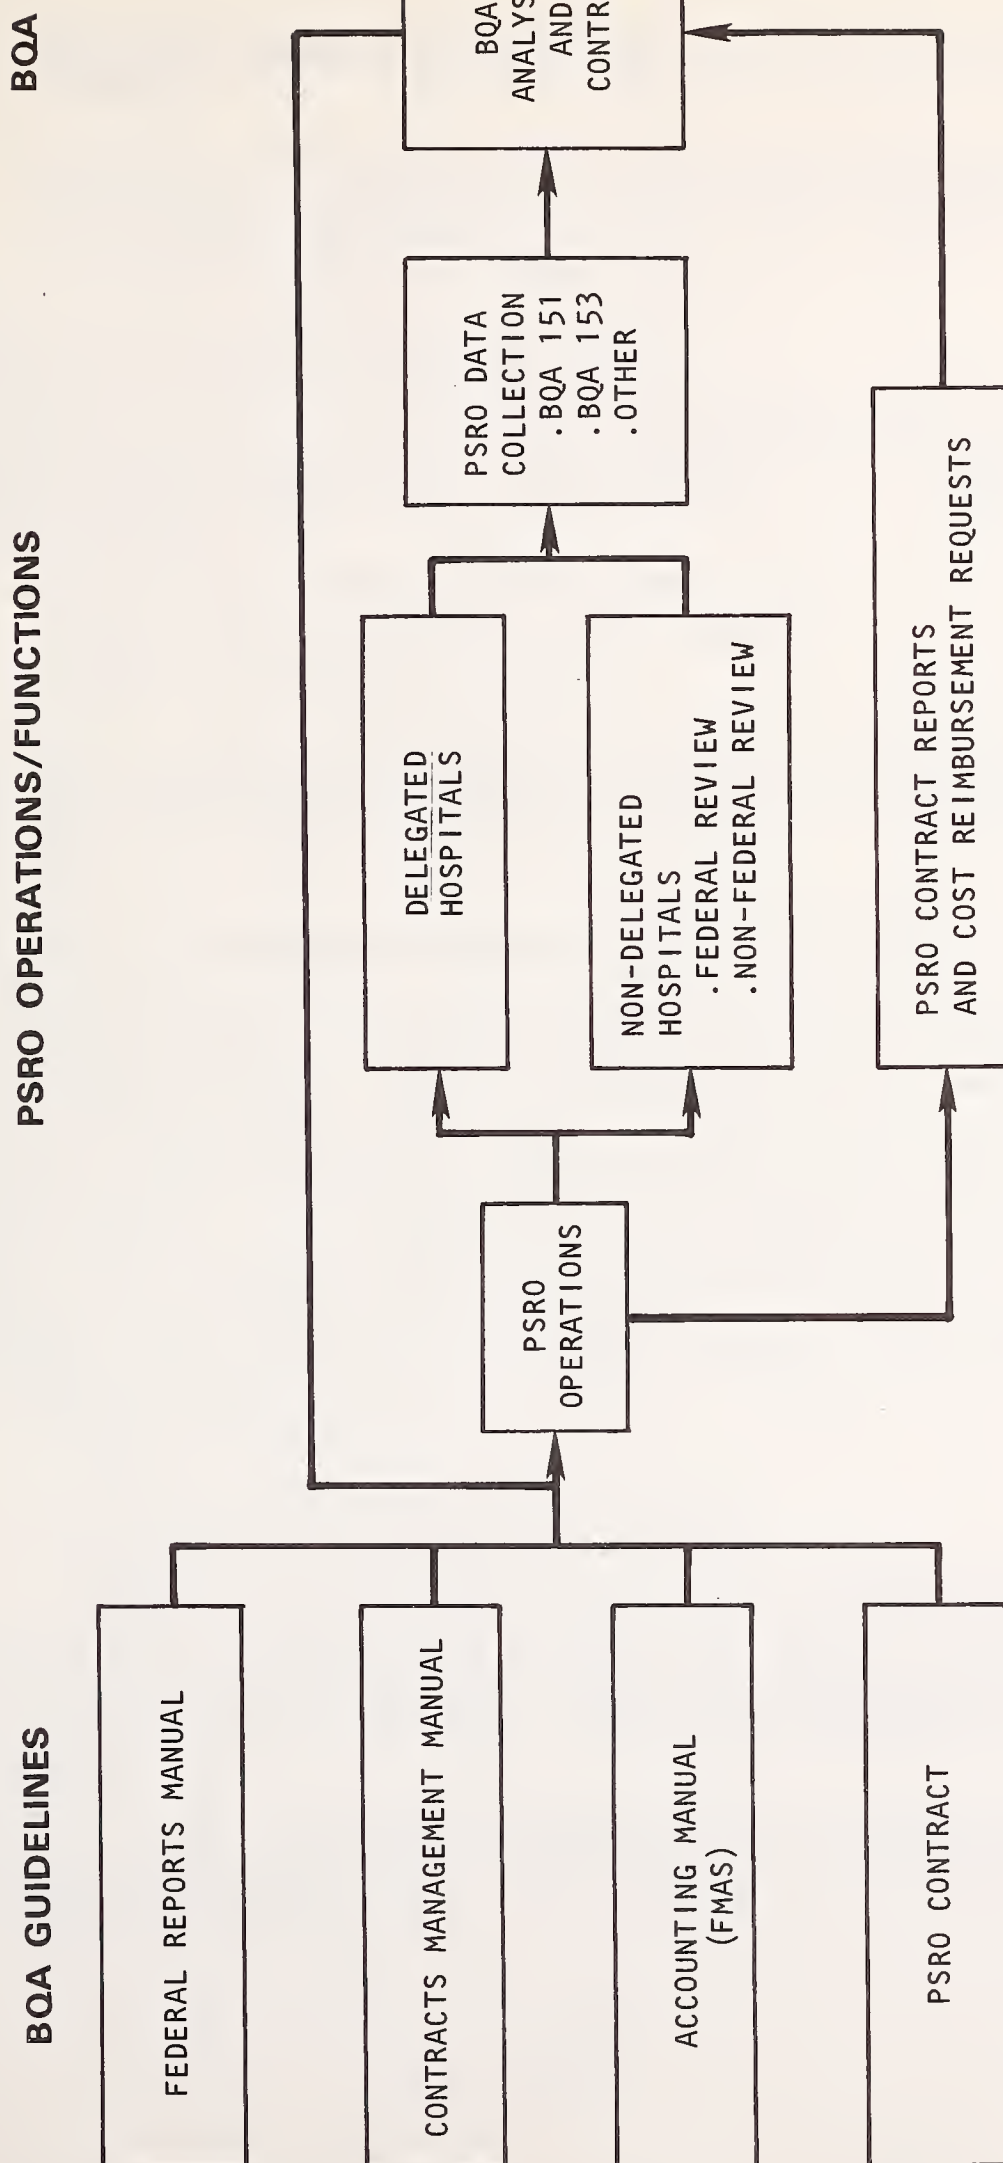 BQA GUIDELINES
PSRO OPERATIONS/FUNCTIONS
BQA
FEDERAL REPORTS MANUAL
CONTRACTS MANAGEMENT MANUAL
ACCOUNTING MANUAL
(FMAS)
PSRO CONTRACT
PSRO
OPERATIONS
DELEGATED
HOSPITALS
NON-DELEGATED
HOSPITALS
.FEDERAL REVIEW
.NON-FEDERAL REVIEW
PSRO CONTRACT REPORTS
AND COST REIMBURSEMENT REQUESTS
PSRO DATA
COLLECTION
.BQA 151
.BQA 153
.OTHER
BQA
ANALYS
AND
CONTR